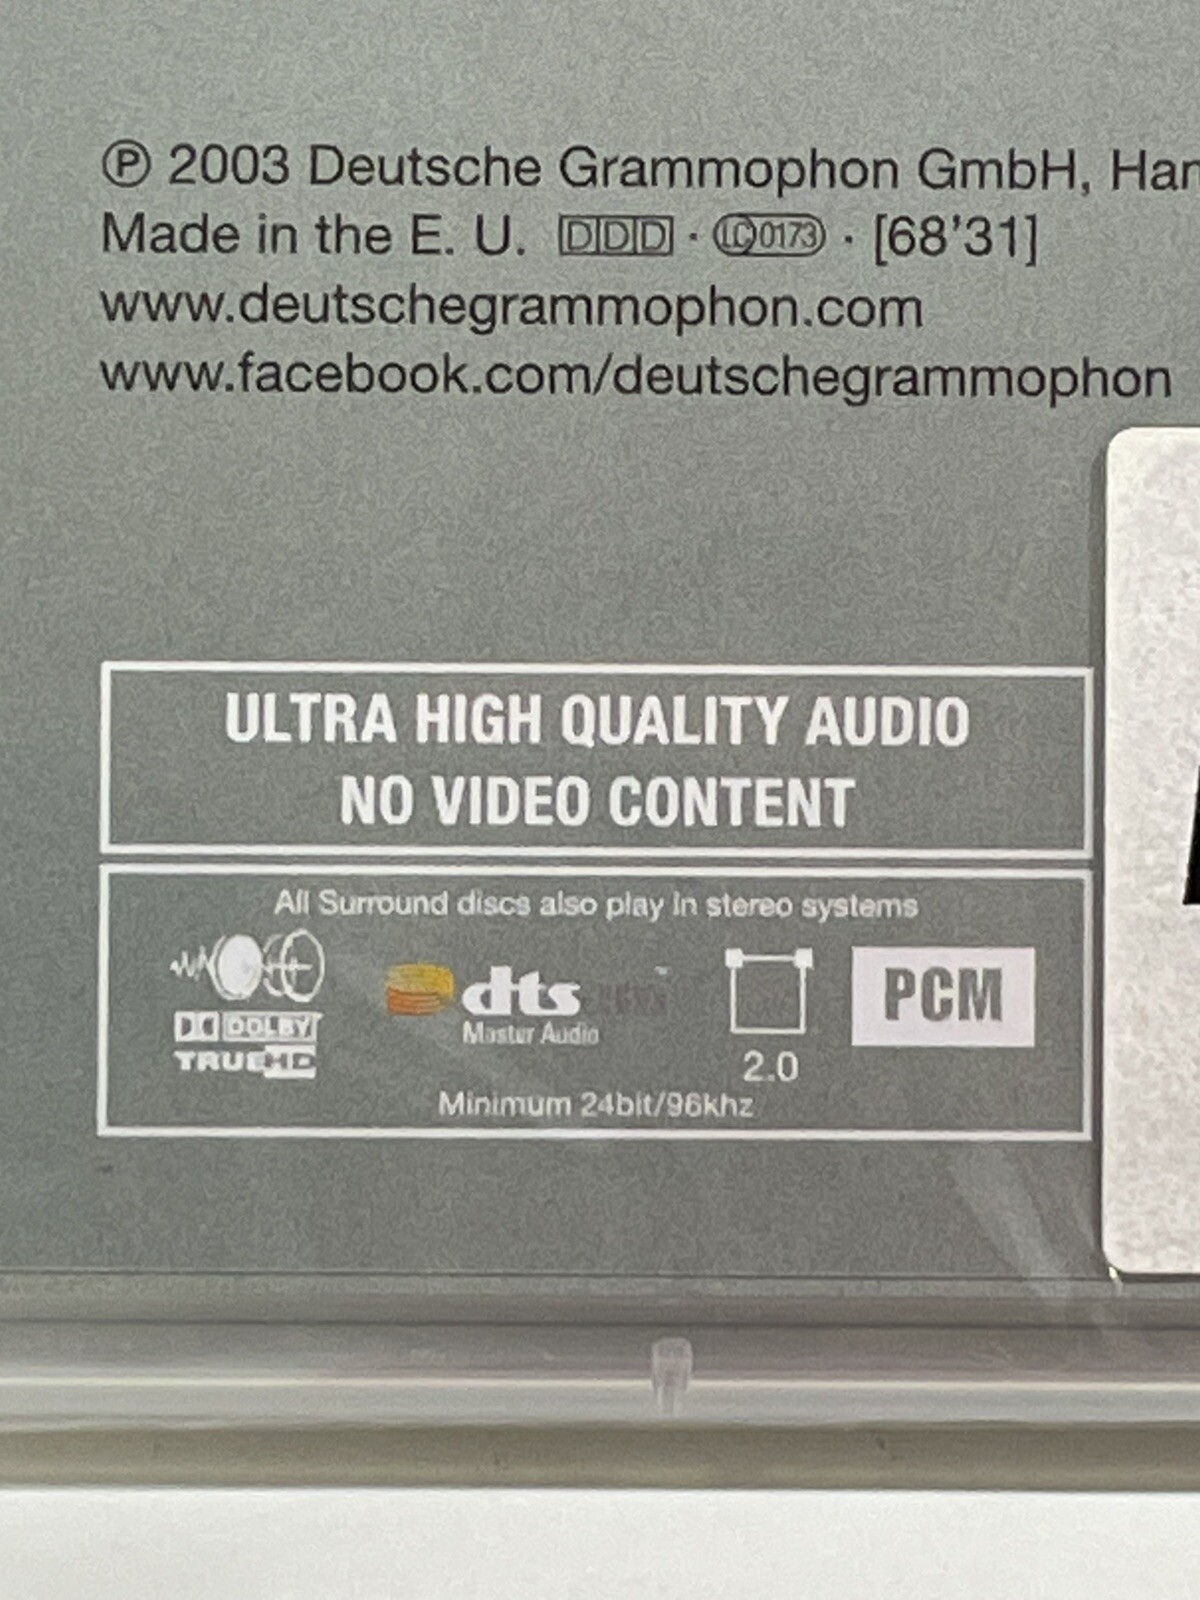 ℗ 2003 Deutsche Grammophon GmbH,
Made in the E. U. DDD · LC 0173 · [68'31]
www.deutschegrammophon.com
www.facebook.com/deutschegrammophon
ULTRA HIGH QUALITY AUDIO
NO VIDEO CONTENT
All Surround discs also play in stereo systems
DOLBY
TRUEHD
dts
Master Audio
2.0
PCM
Minimum 24bit/96khz